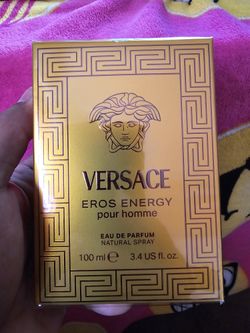 VERSACE
EROS ENERGY
pour homme
EAU DE PARFUM
NATURAL SPRAY
100 ml ℮ 3.4 US fl. oz.